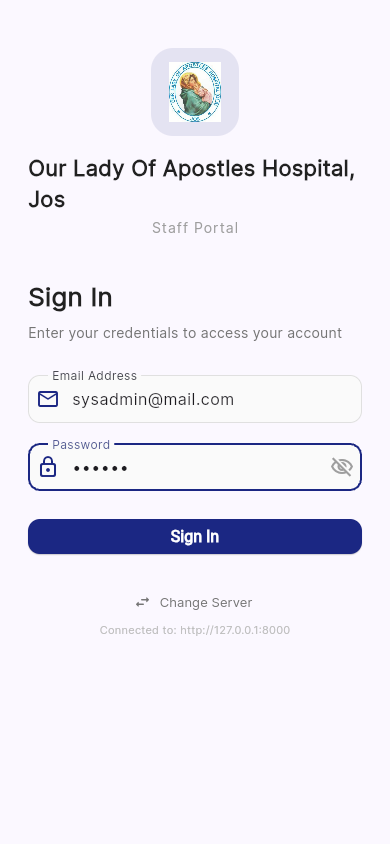 Our Lady Of Apostles Hospital,
Jos
Staff Portal
Sign In
Enter your credentials to access your account
Email Address
sysadmin@mail.com
Password
••••••
Sign In
Change Server
Connected to: http://127.0.0.1:8000